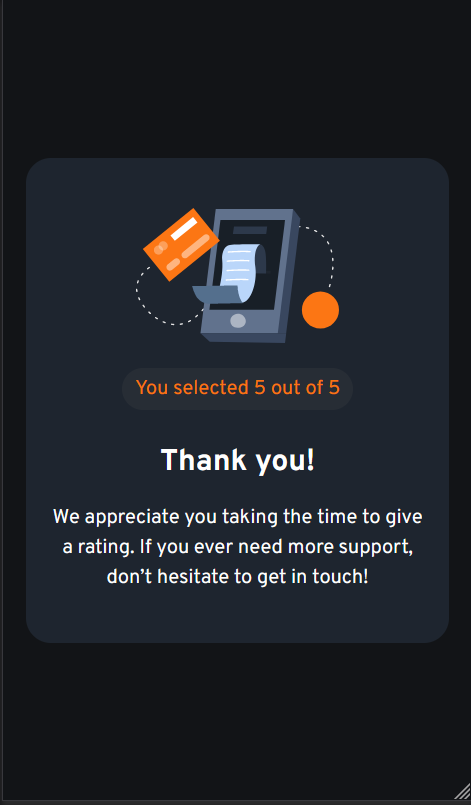 You selected 5 out of 5
Thank you!
We appreciate you taking the time to give
a rating. If you ever need more support,
don’t hesitate to get in touch!